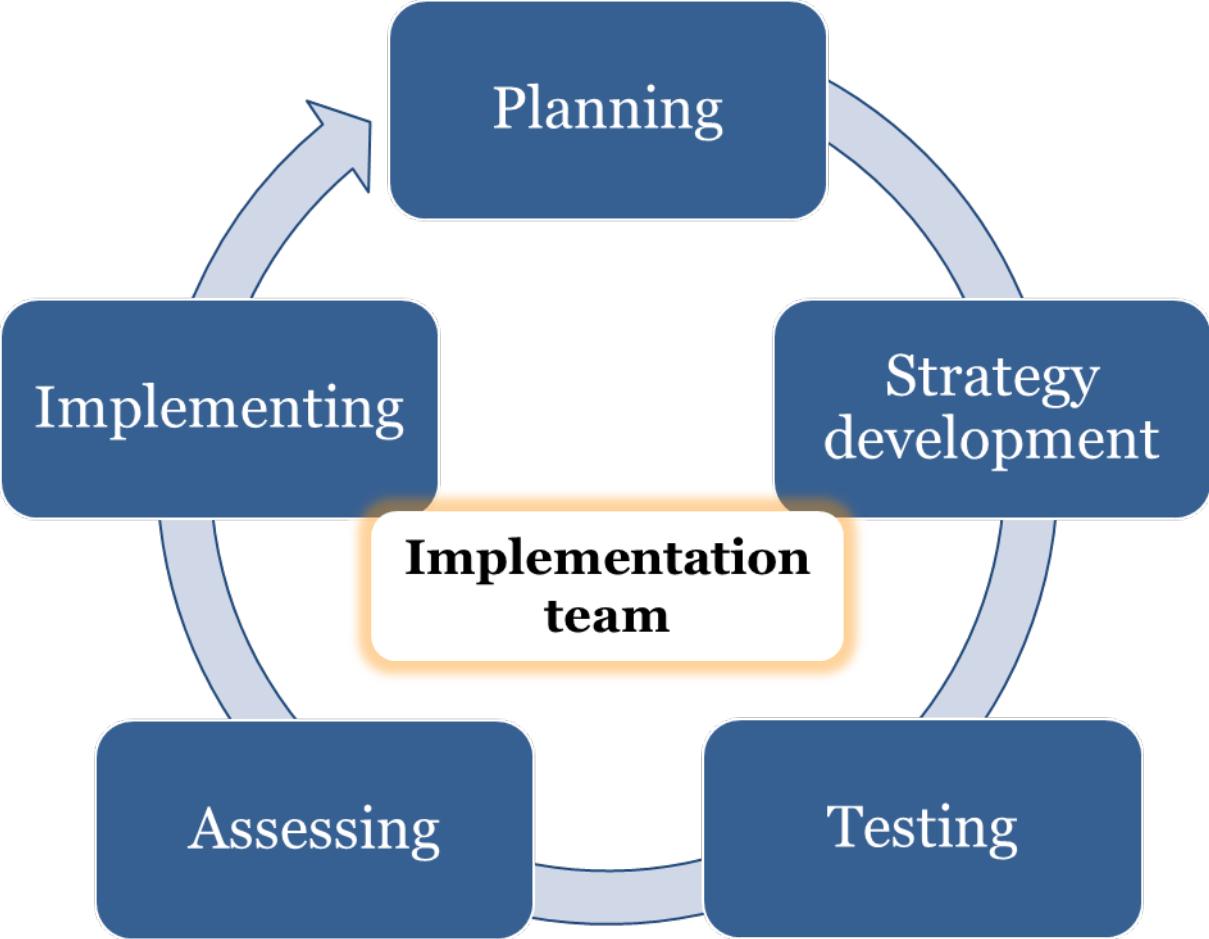 Planning
Strategy
development
Implementing
Implementation
team
Assessing
Testing